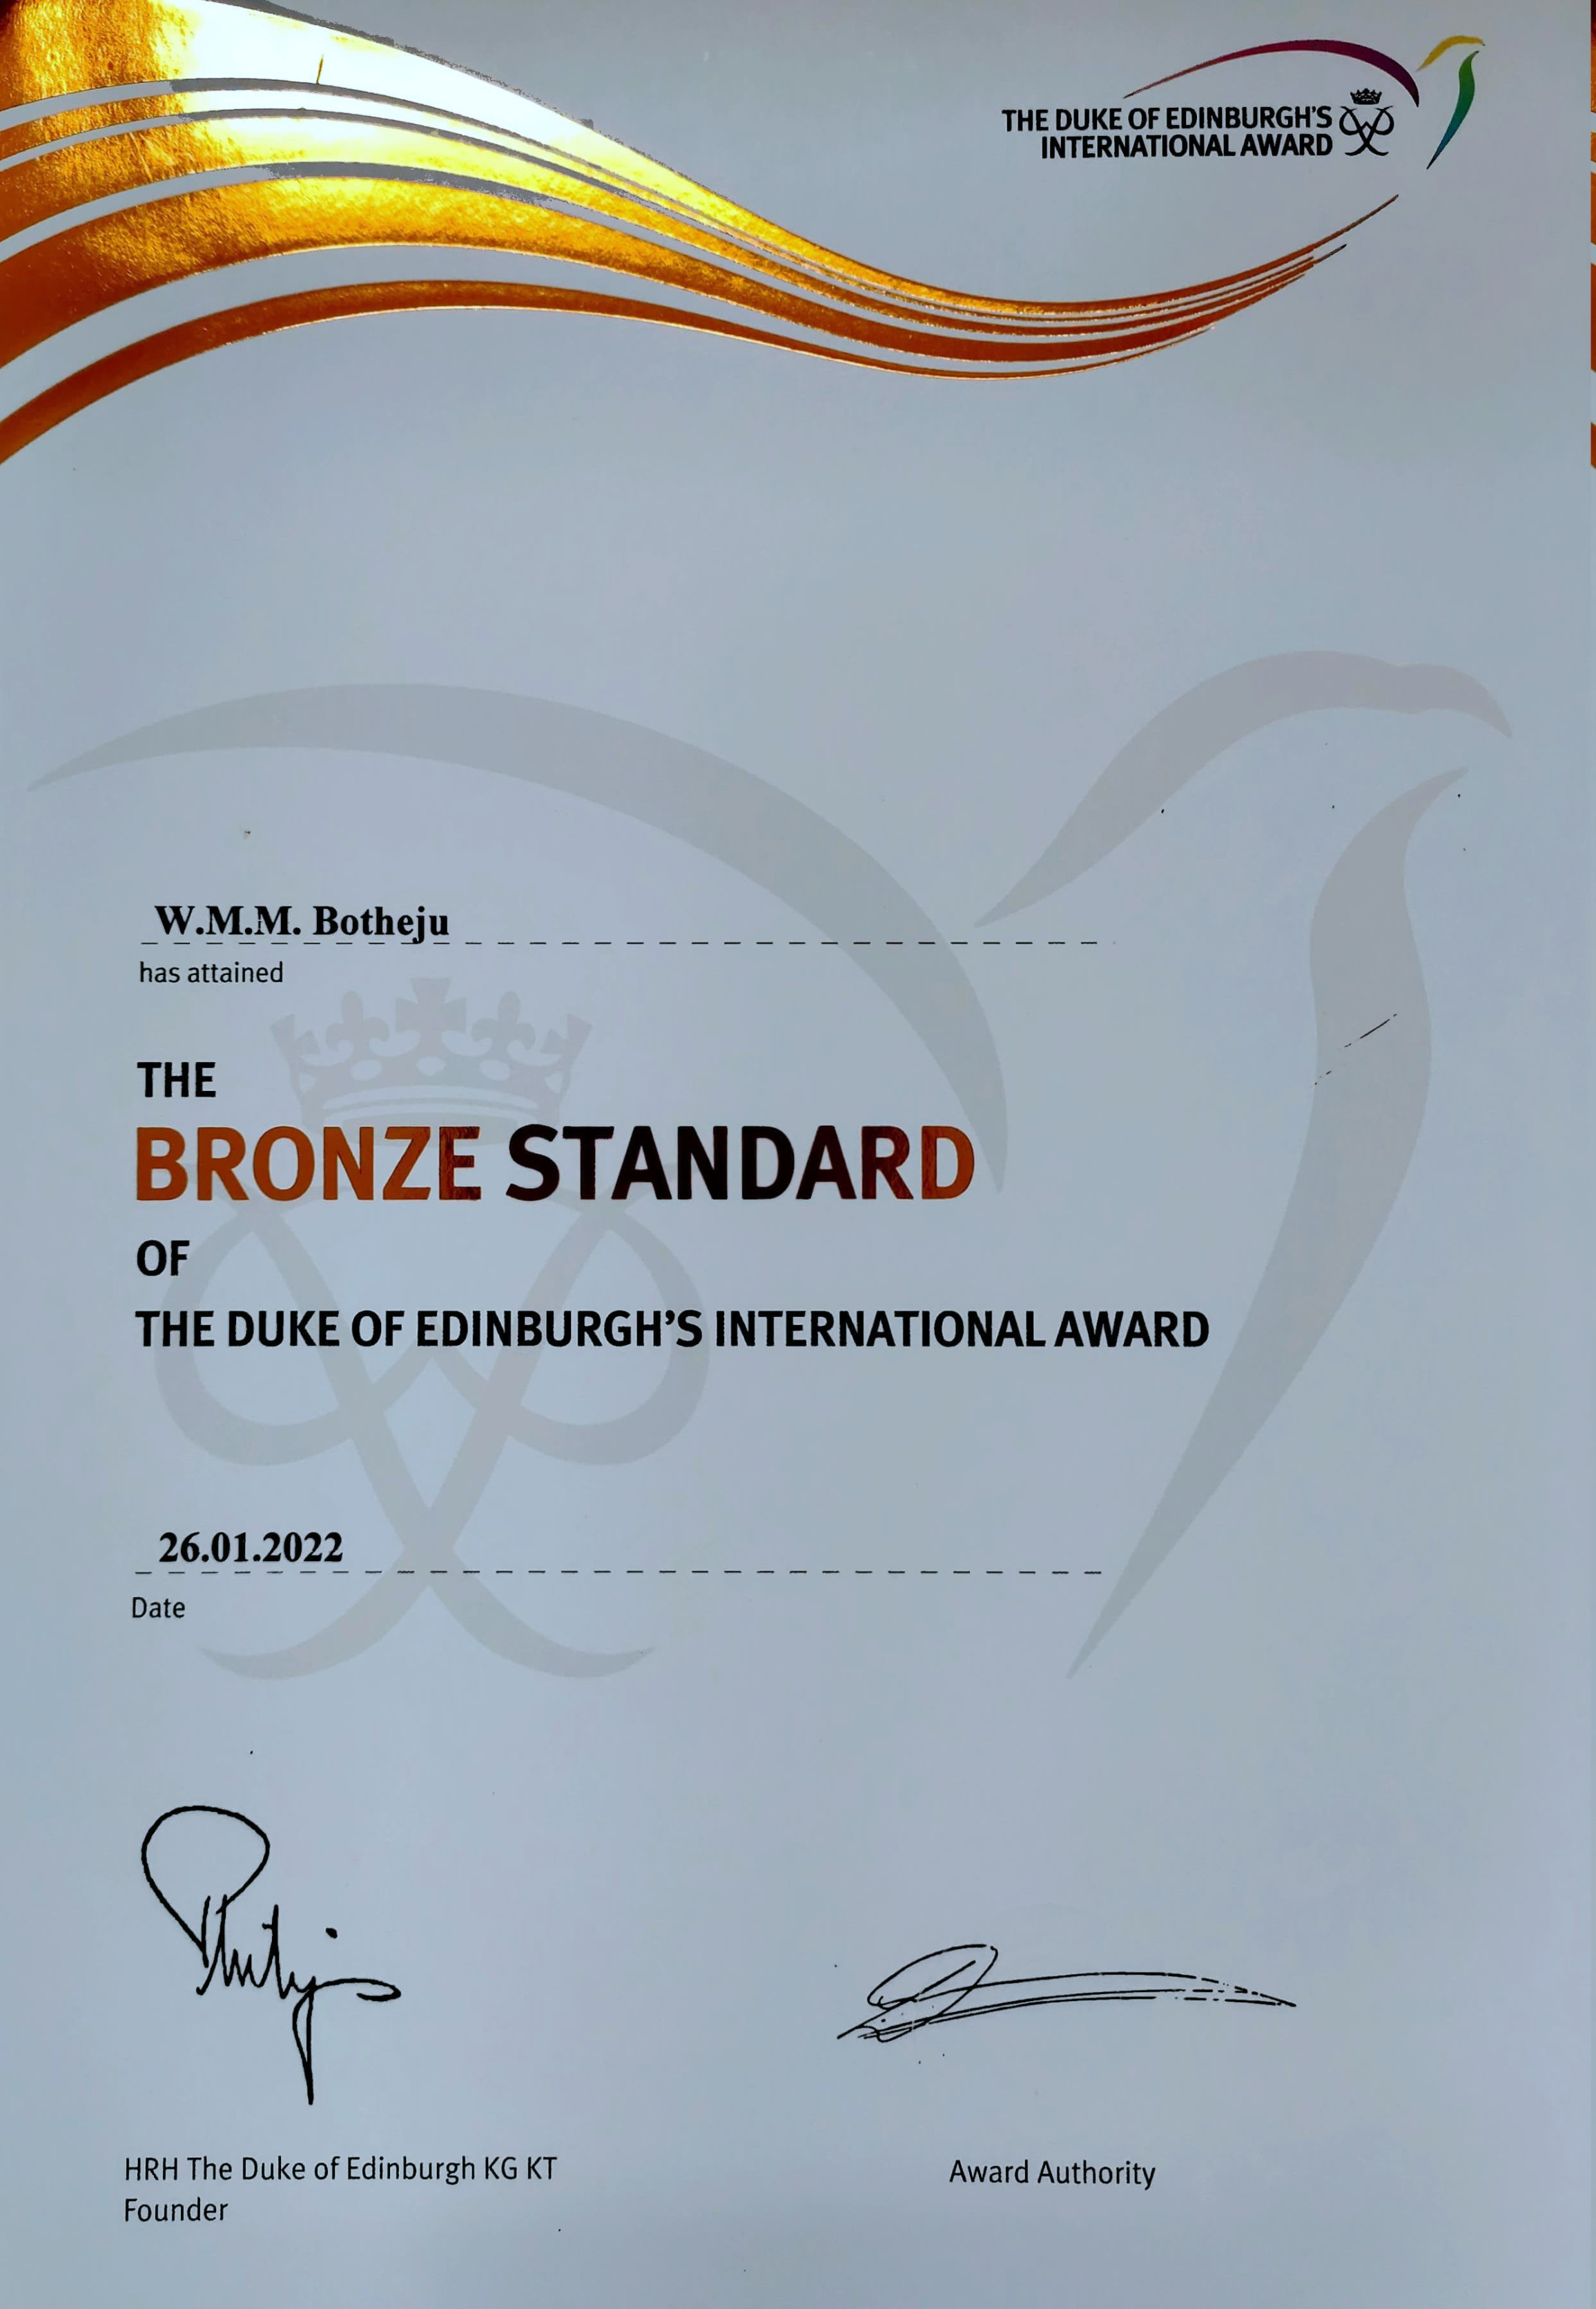 THE DUKE OF EDINBURGH'S
INTERNATIONAL AWARD
W.M.M. Botheju
has attained
THE
BRONZE STANDARD
OF
THE DUKE OF EDINBURGH'S INTERNATIONAL AWARD
26.01.2022
Date
Philip
HRH The Duke of Edinburgh KG KT
Founder
Award Authority